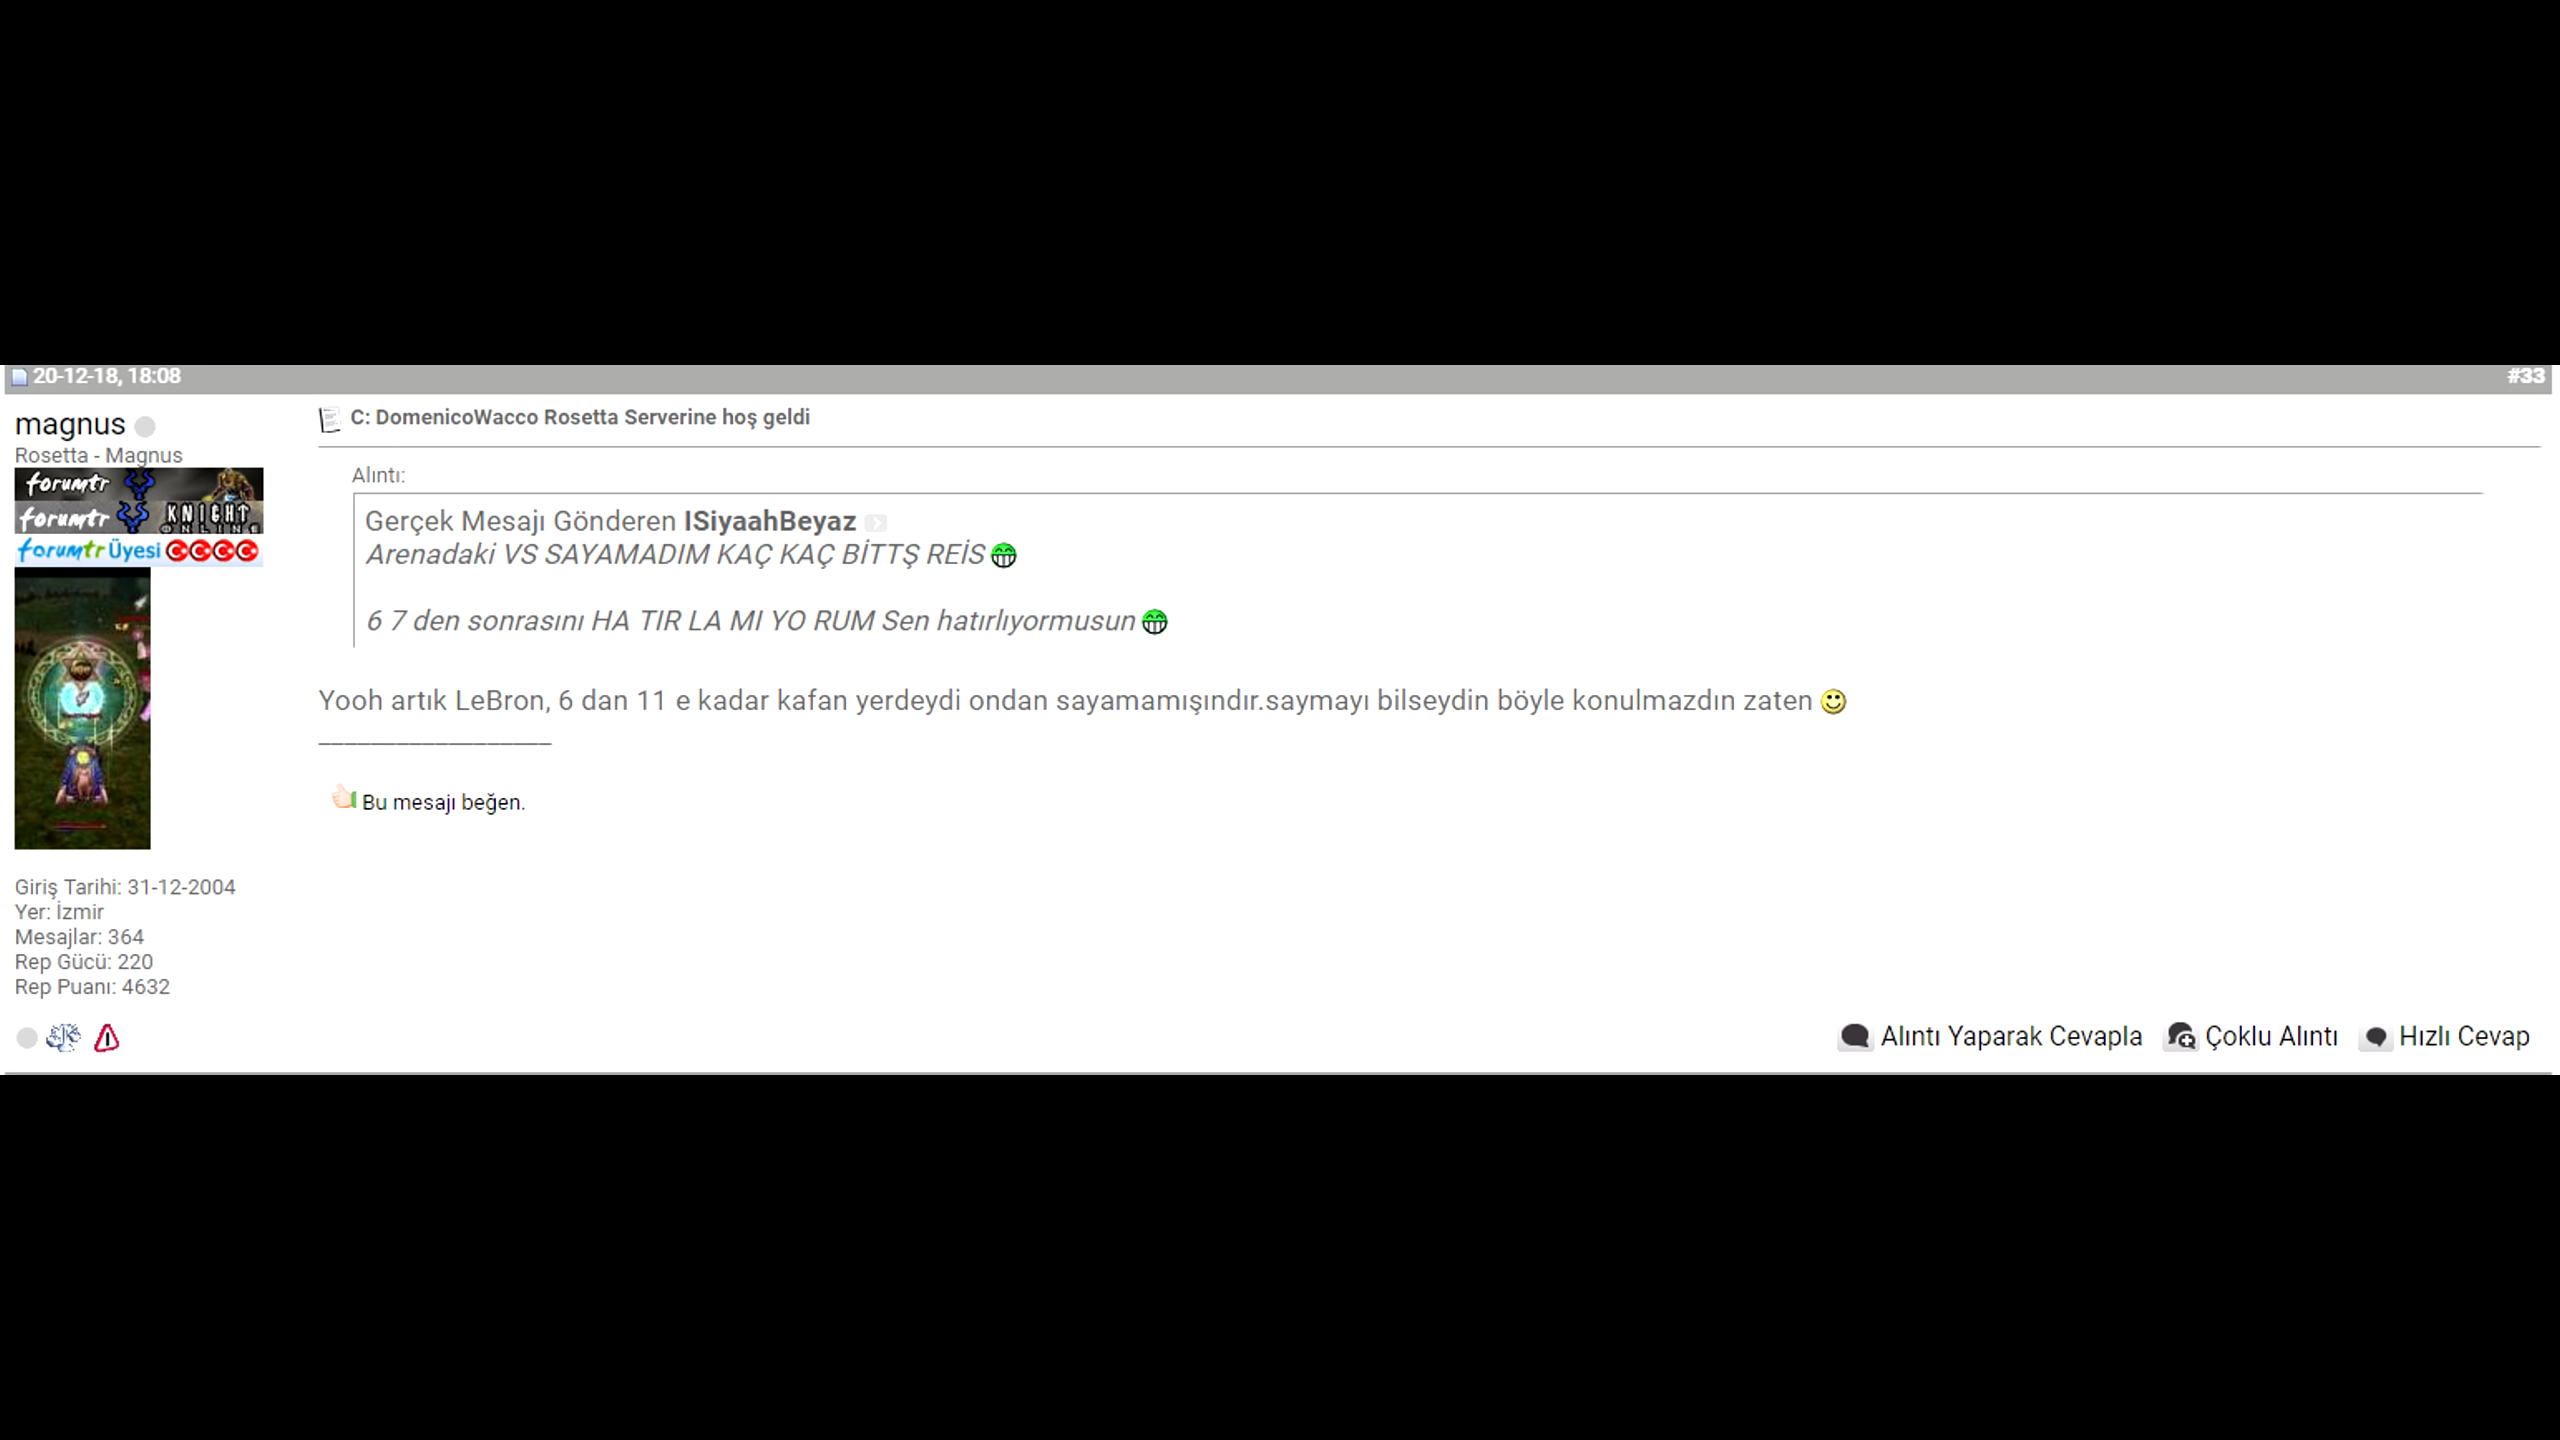 20-12-18, 18:08
#33
magnus
Rosetta - Magnus
forumtr
forumtr KNIGHT ONLINE
forumtr Üyesi
C: DomenicoWacco Rosetta Serverine hoş geldi
Alıntı:
Gerçek Mesajı Gönderen ISiyaahBeyaz
Arenadaki VS SAYAMADIM KAÇ KAÇ BİTTŞ REİS
6 7 den sonrasını HA TIR LA MI YO RUM Sen hatırlıyormusun
Yooh artık LeBron, 6 dan 11 e kadar kafan yerdeydi ondan sayamamışındır.saymayı bilseydin böyle konulmazdın zaten
__________________
Bu mesajı beğen.
Giriş Tarihi: 31-12-2004
Yer: İzmir
Mesajlar: 364
Rep Gücü: 220
Rep Puanı: 4632
Alıntı Yaparak Cevapla
Çoklu Alıntı
Hızlı Cevap